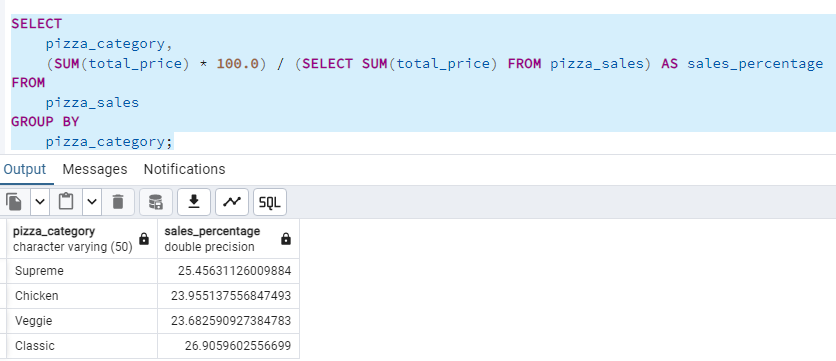 SELECT
pizza_category,
(SUM(total_price) * 100.0) / (SELECT SUM(total_price) FROM pizza_sales) AS sales_percentage
FROM
pizza_sales
GROUP BY
pizza_category;
Output Messages Notifications
SQL
pizza_category sales_percentage
character varying (50) double precision
Supreme 25.45631126009884
Chicken 23.955137556847493
Veggie 23.682590927384783
Classic 26.9059602556699